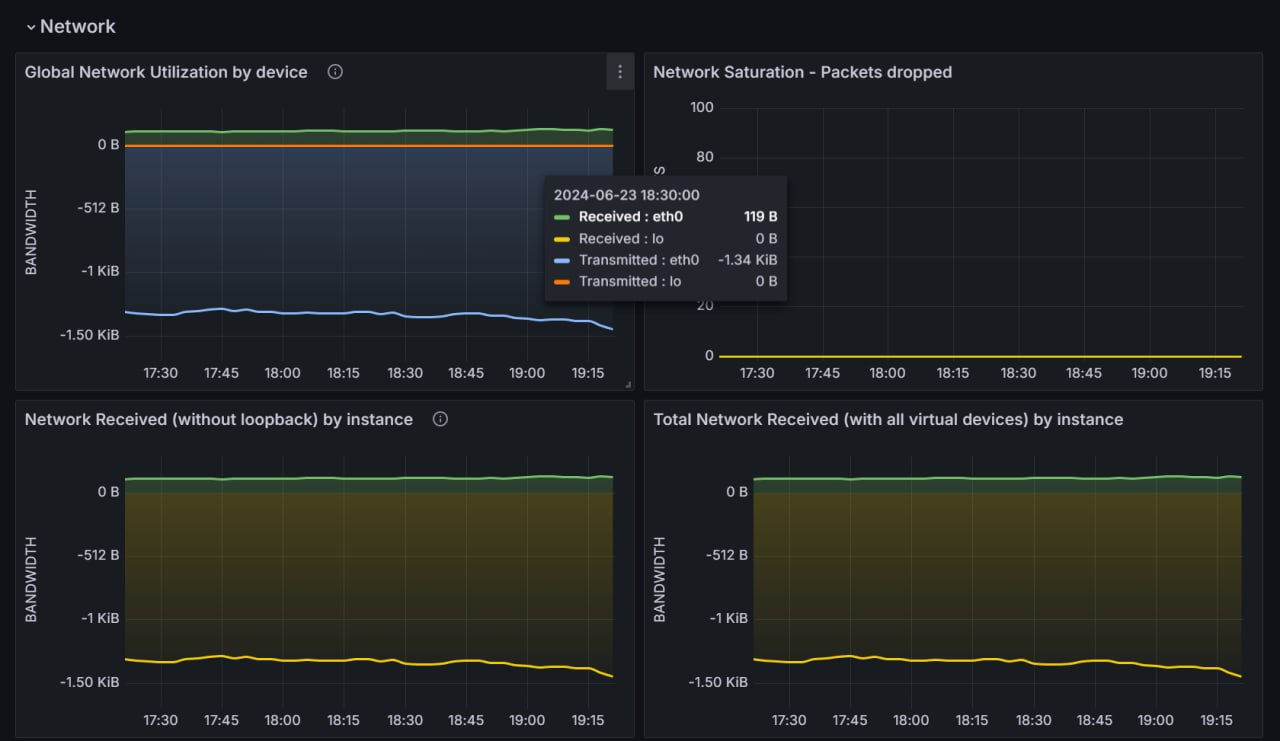 Network
Global Network Utilization by device
0 B
-512 B
-1 KiB
-1.50 KiB
BANDWIDTH
17:30 17:45 18:00 18:15 18:30 18:45 19:00 19:15
Network Saturation - Packets dropped
100
80
20
0
S
17:30 17:45 18:00 18:15 18:30 18:45 19:00 19:15
2024-06-23 18:30:00
Received : eth0 119 B
Received : lo 0 B
Transmitted : eth0 -1.34 KiB
Transmitted : lo 0 B
Network Received (without loopback) by instance
0 B
-512 B
-1 KiB
-1.50 KiB
BANDWIDTH
17:30 17:45 18:00 18:15 18:30 18:45 19:00 19:15
Total Network Received (with all virtual devices) by instance
0 B
-512 B
-1 KiB
-1.50 KiB
BANDWIDTH
17:30 17:45 18:00 18:15 18:30 18:45 19:00 19:15